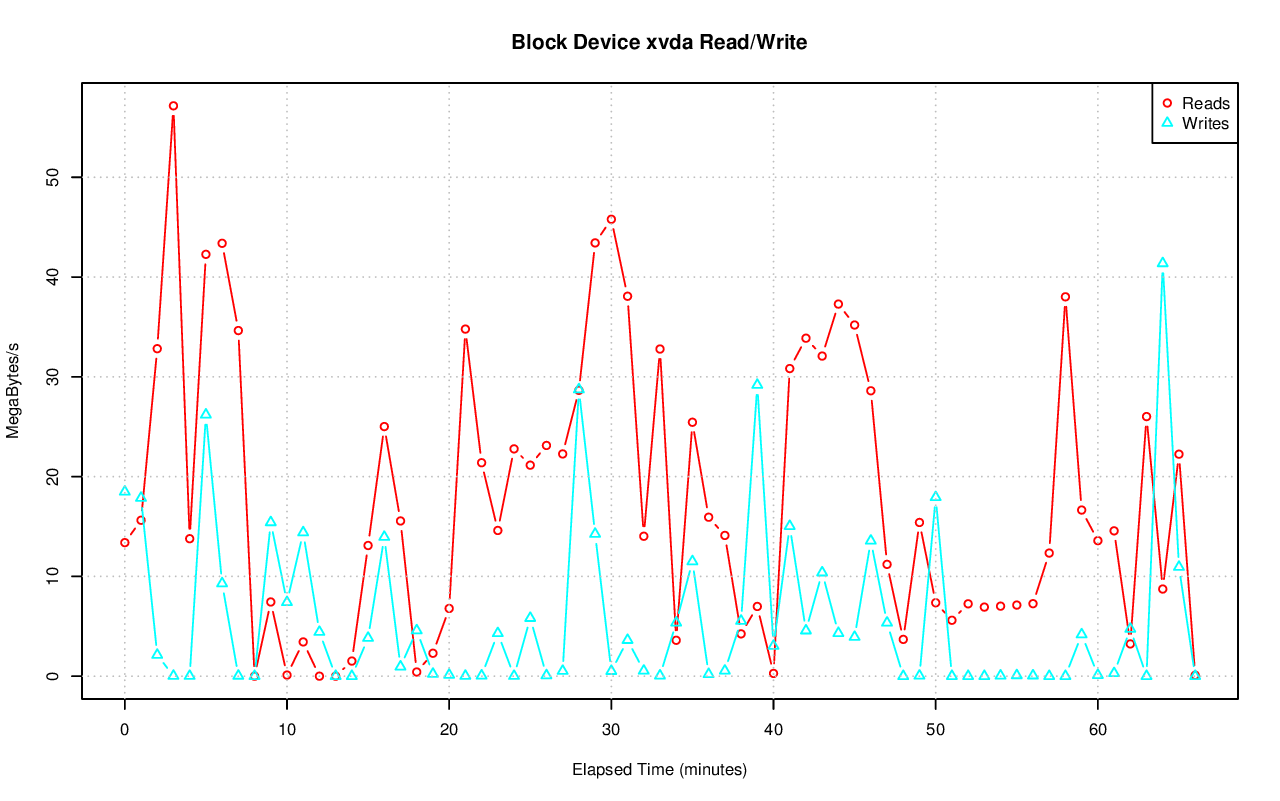 Block Device xvda Read/Write
Reads
Writes
MegaBytes/s
50
40
30
20
10
0
0 10 20 30 40 50 60
Elapsed Time (minutes)